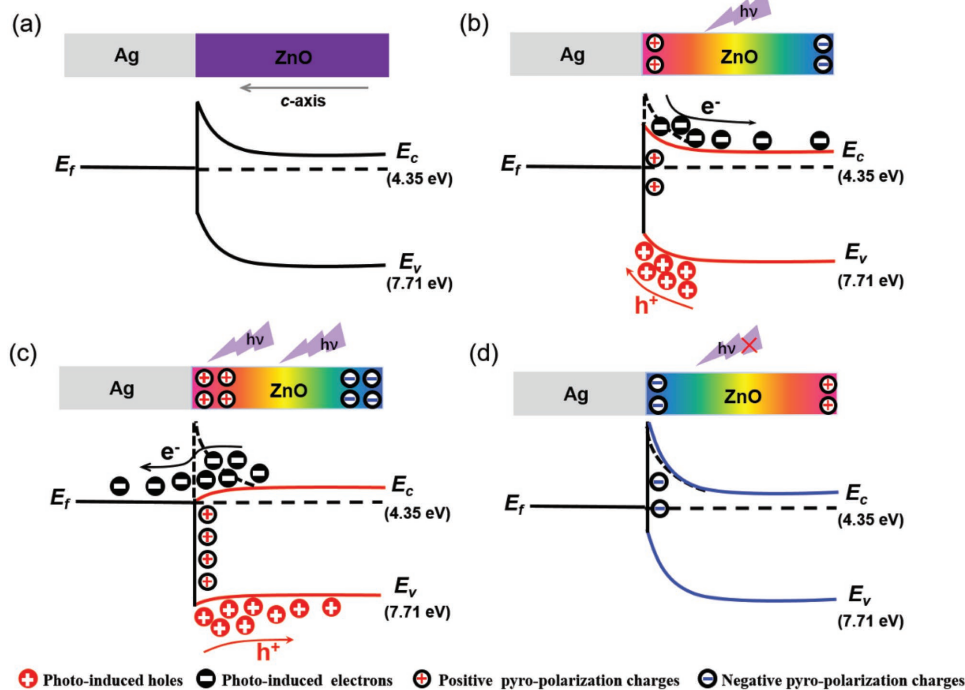 (a)
Ag ZnO
c-axis
E_f
E_c
(4.35 eV)
E_v
(7.71 eV)
(b)
hν
Ag ZnO
e⁻
E_f
E_c
(4.35 eV)
E_v
(7.71 eV)
h⁺
(c)
hν hν
Ag ZnO
e⁻
E_f
E_c
(4.35 eV)
E_v
(7.71 eV)
h⁺
(d)
hν
Ag ZnO
E_f
E_c
(4.35 eV)
E_v
(7.71 eV)
Photo-induced holes Photo-induced electrons Positive pyro-polarization charges Negative pyro-polarization charges